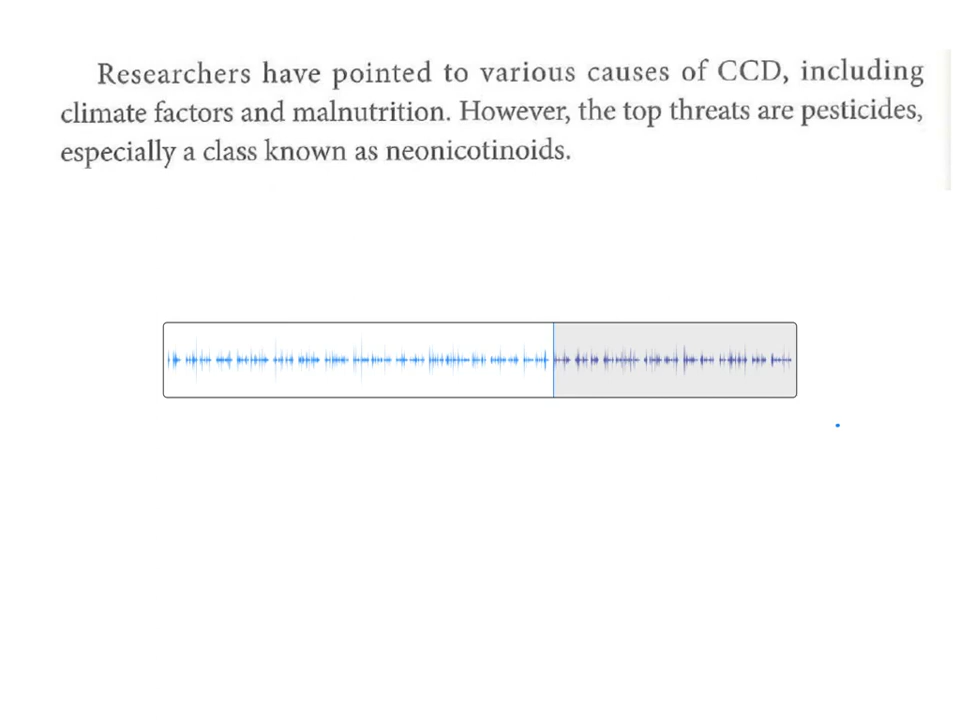 Researchers have pointed to various causes of CCD, including
climate factors and malnutrition. However, the top threats are pesticides,
especially a class known as neonicotinoids.